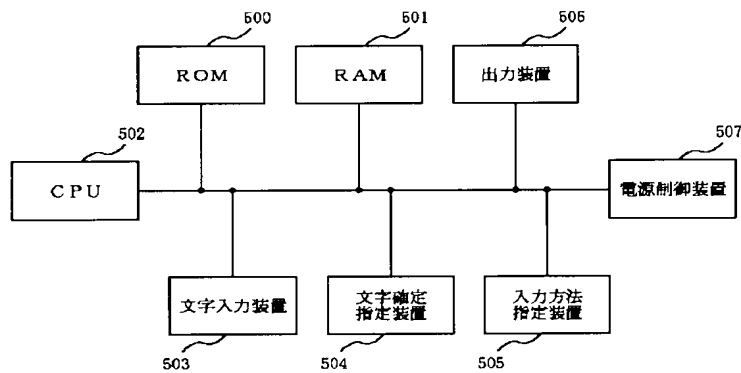 500
ROM
501
RAM
506
出力装置
502
CPU
507
電源制御装置
文字入力装置
503
文字確定
指定装置
504
入力方法
指定装置
505